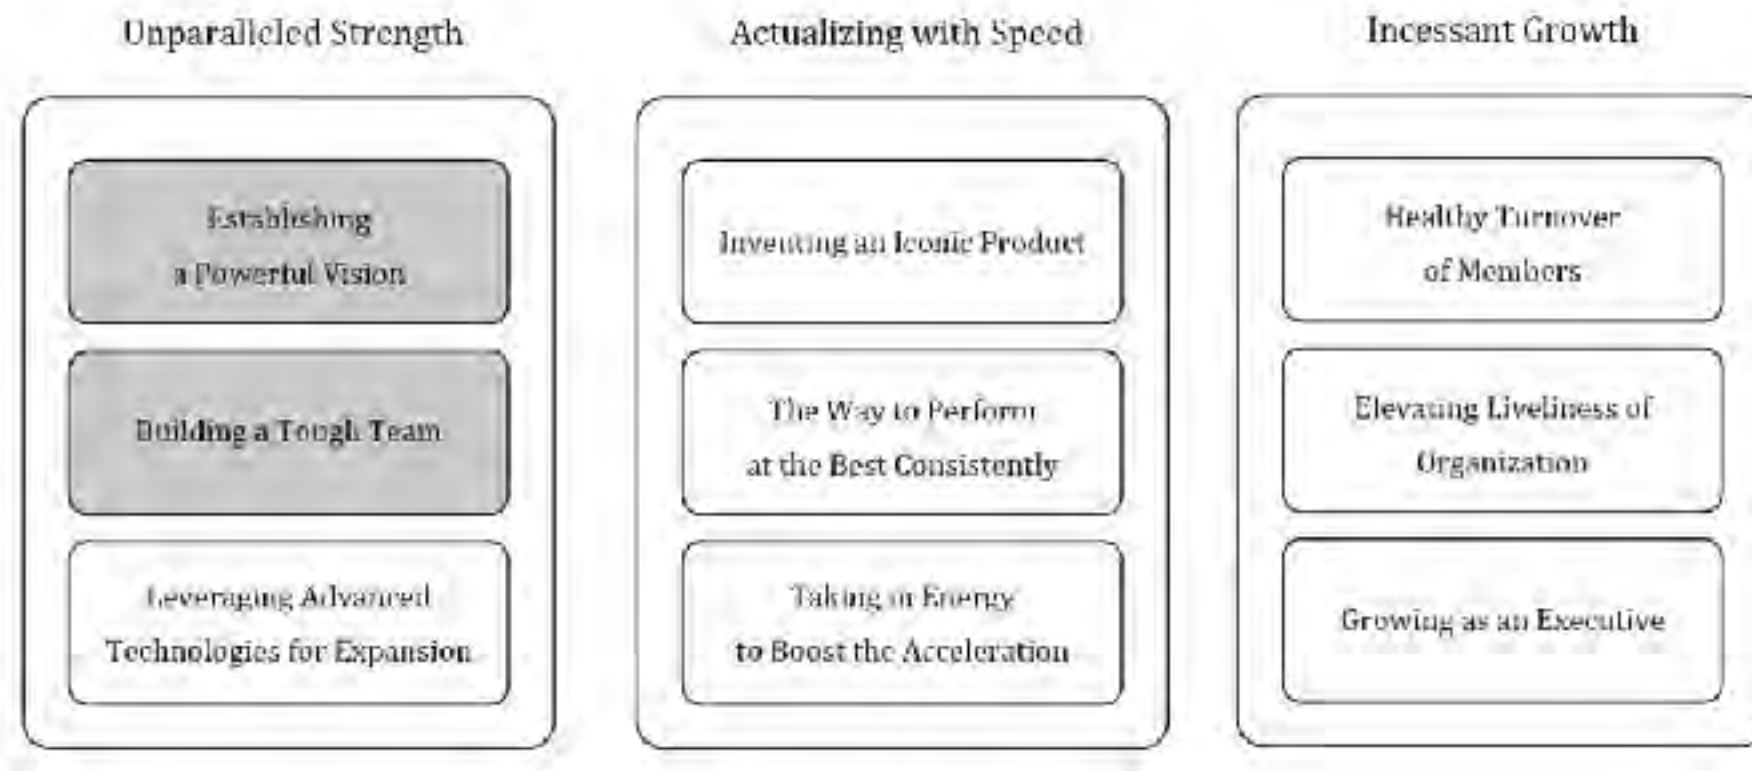 Unparalleled Strength
Establishing
a Powerful Vision
Building a Tough Team
Leveraging Advanced
Technologies for Expansion
Actualizing with Speed
Inventing an Iconic Product
The Way to Perform
at the Best Consistently
Taking in Energy
to Boost the Acceleration
Incessant Growth
Healthy Turnover
of Members
Elevating Liveliness of
Organization
Growing as an Executive